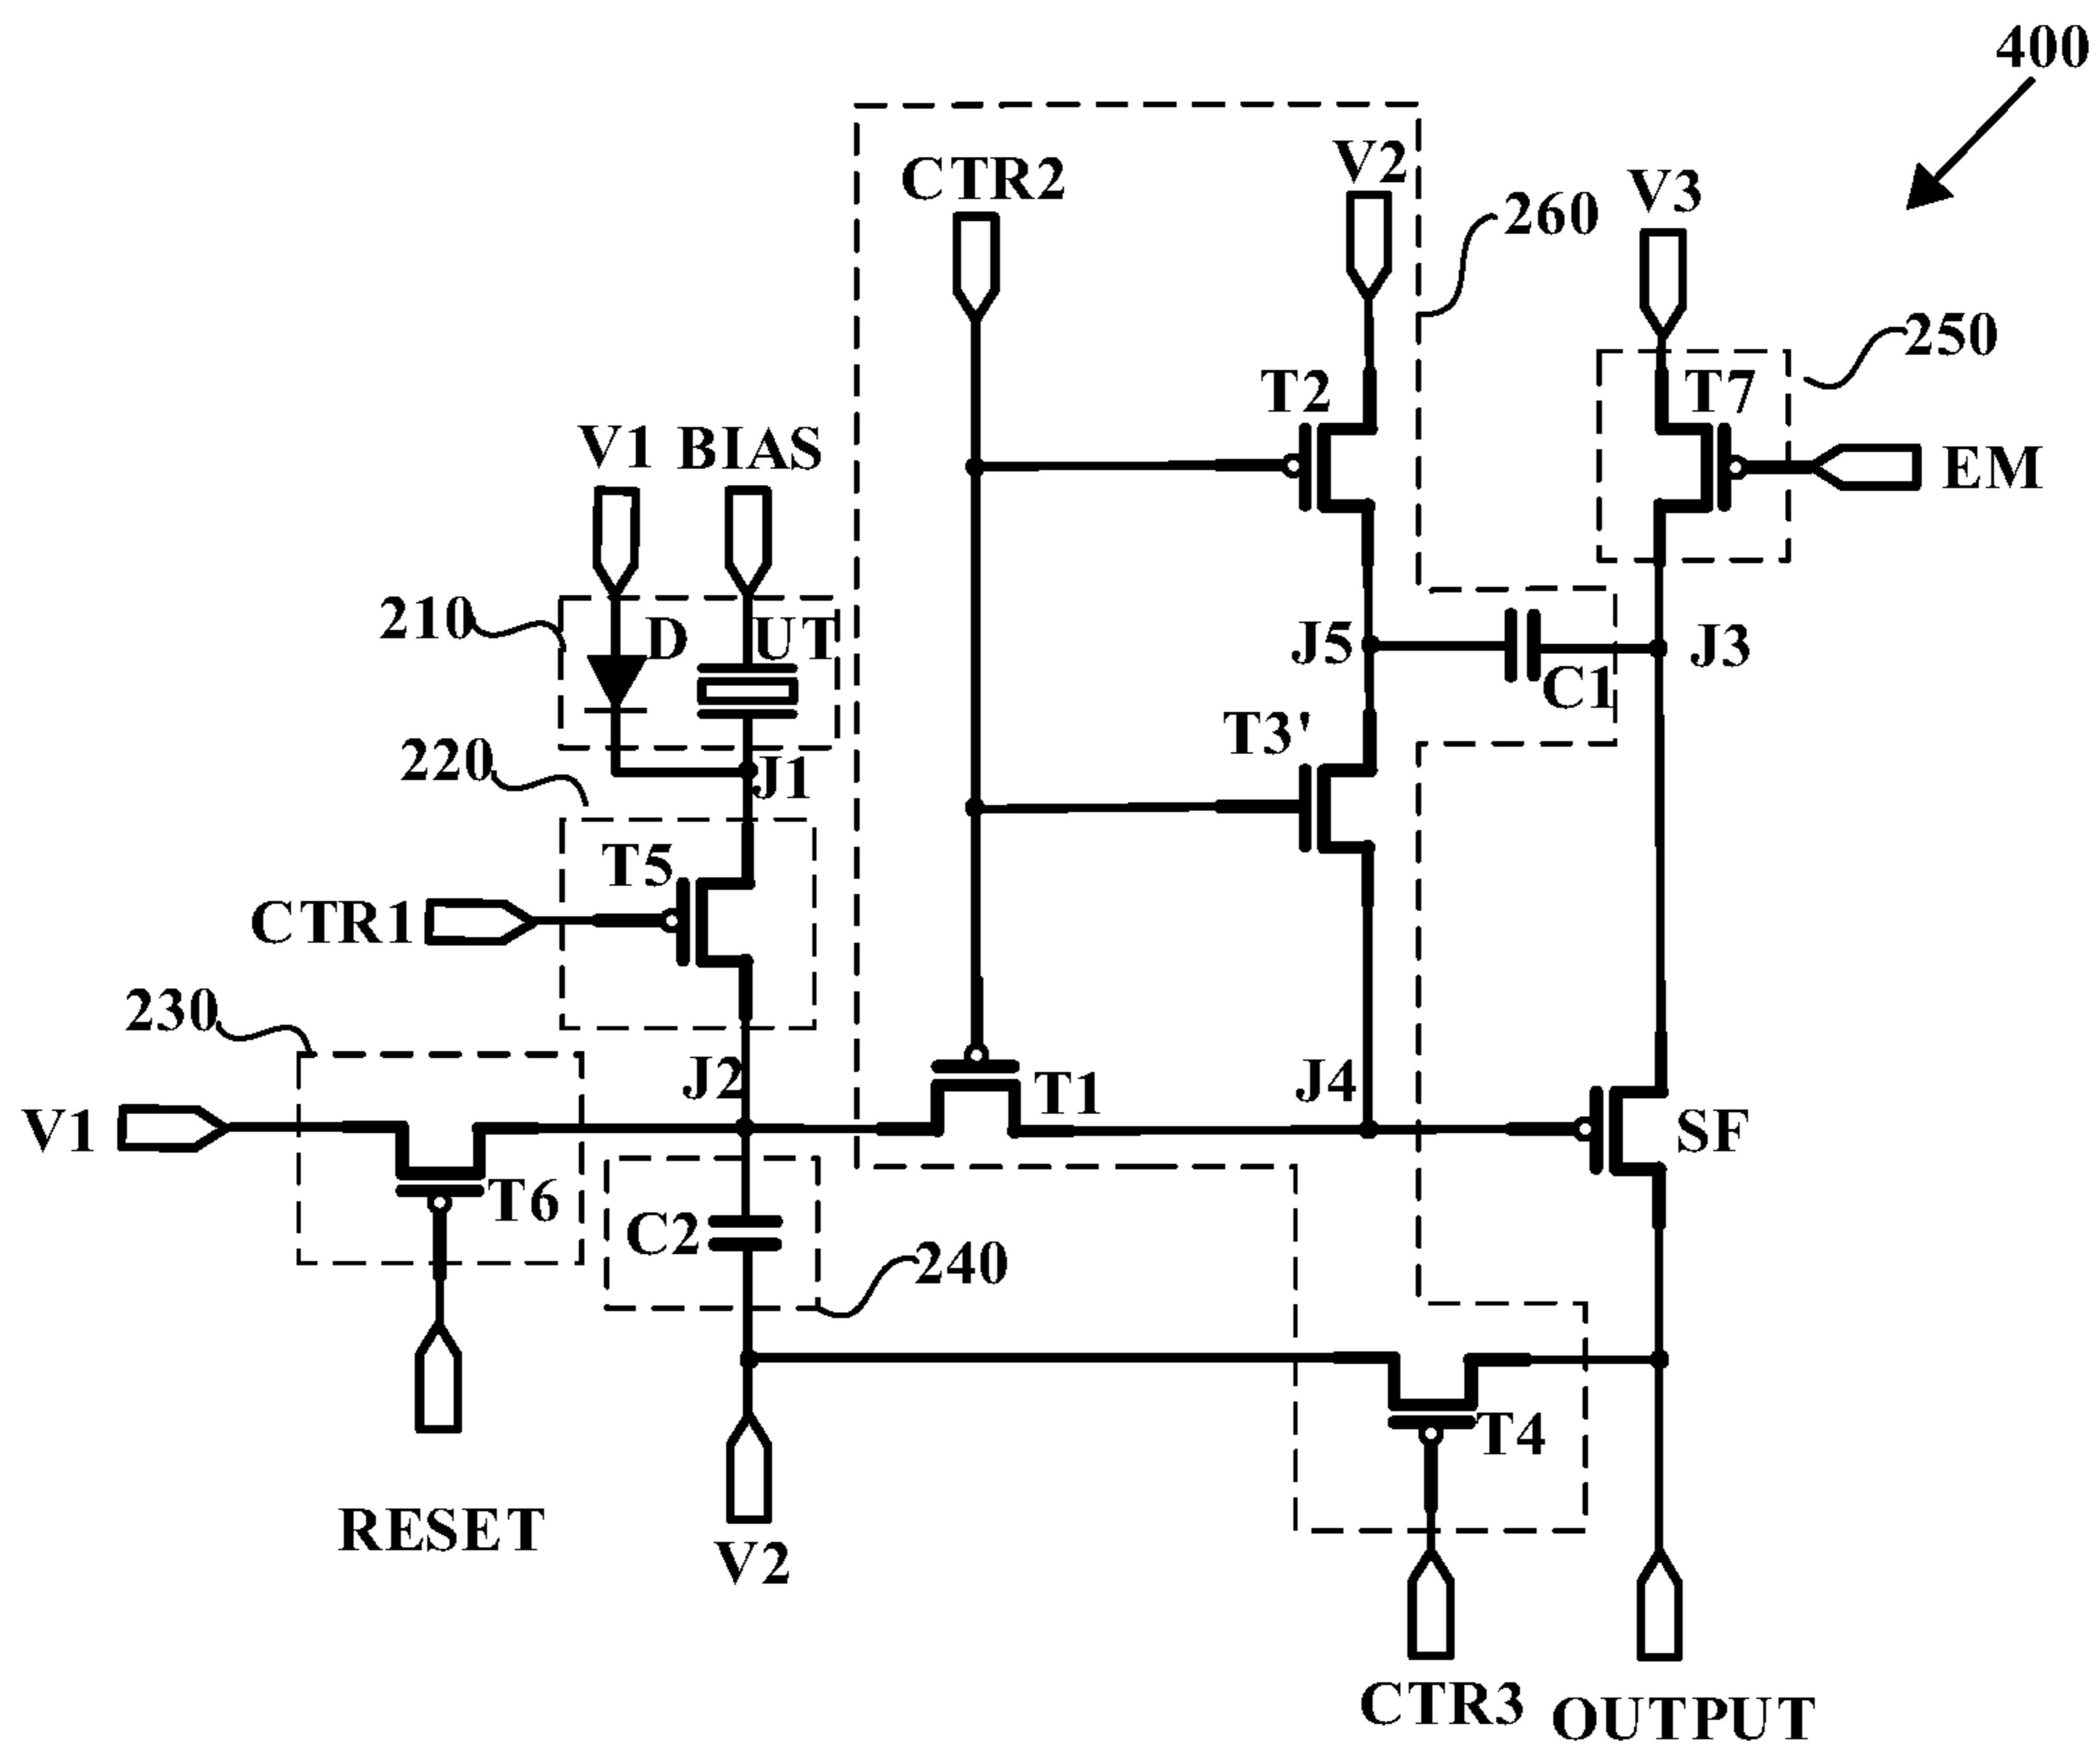 400
CTR2
V2
V3
260
250
T2
T7
V1
BIAS
EM
210
D
UT
J5
J3
C1
220
T3'
J1
T5
CTR1
230
J2
T1
J4
V1
SF
T6
C2
240
T4
RESET
V2
CTR3
OUTPUT